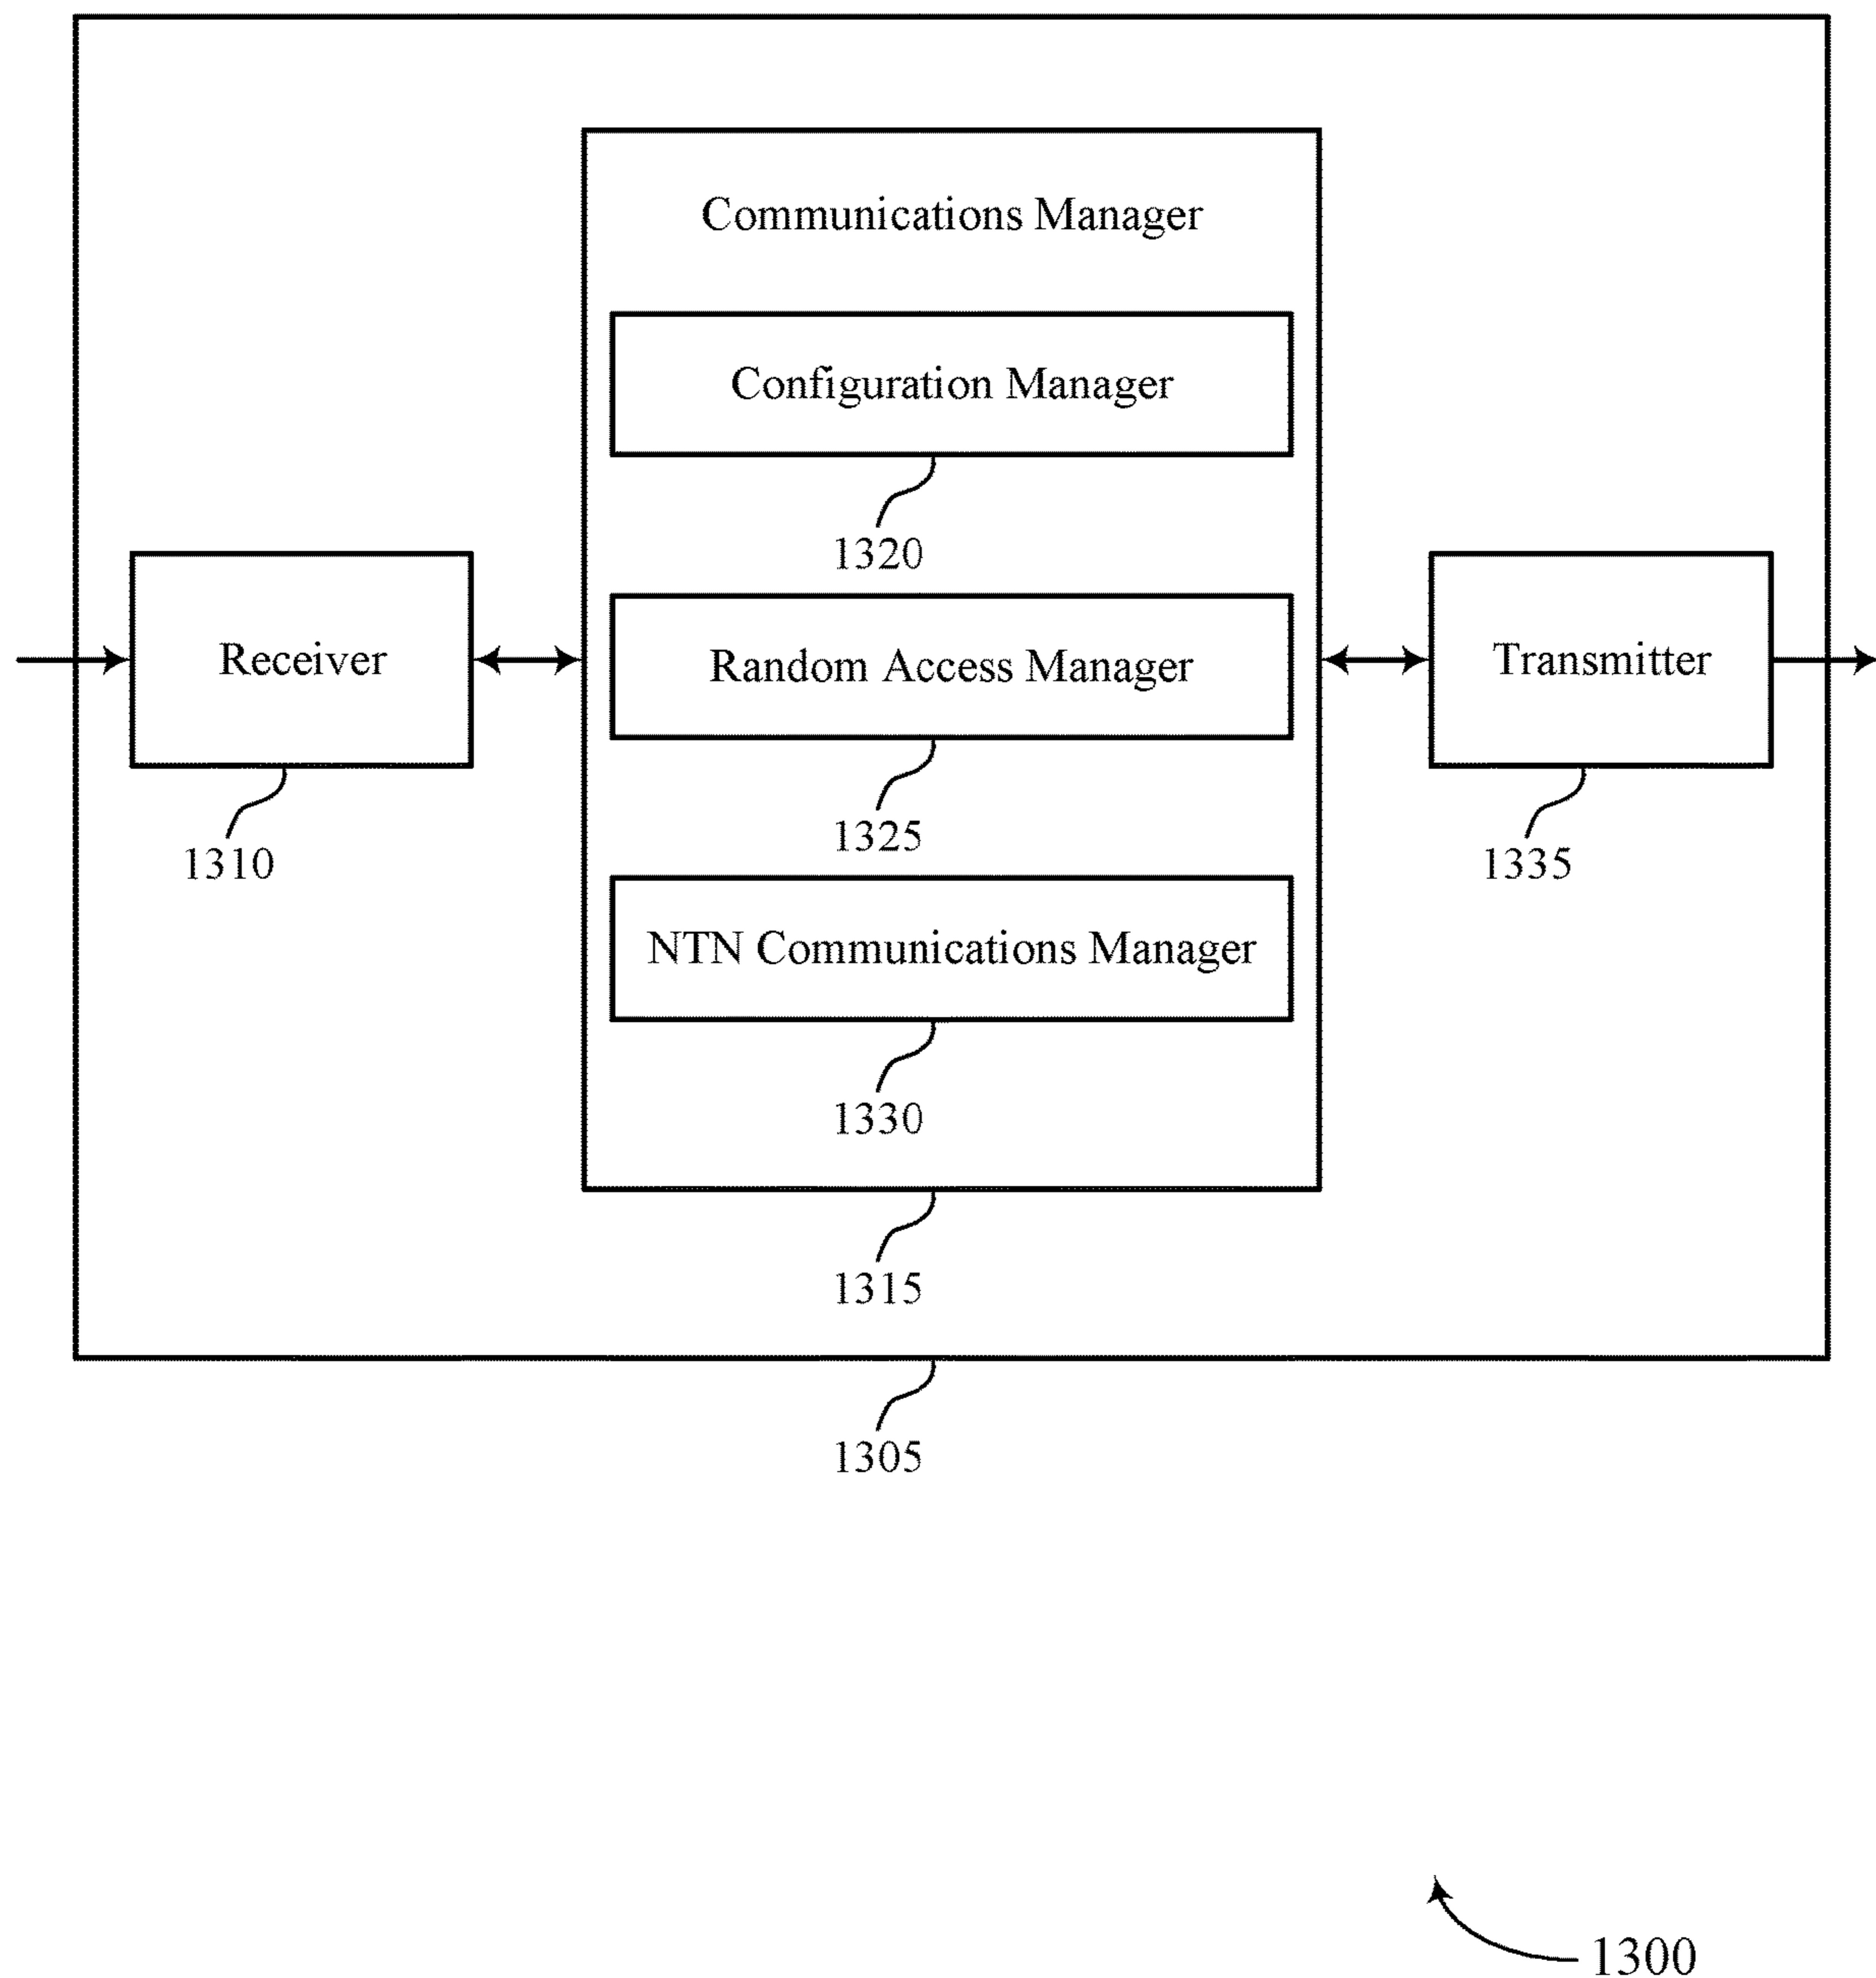 Communications Manager
Configuration Manager
1320
Receiver
1310
Random Access Manager
1325
Transmitter
1335
NTN Communications Manager
1330
1315
1305
1300